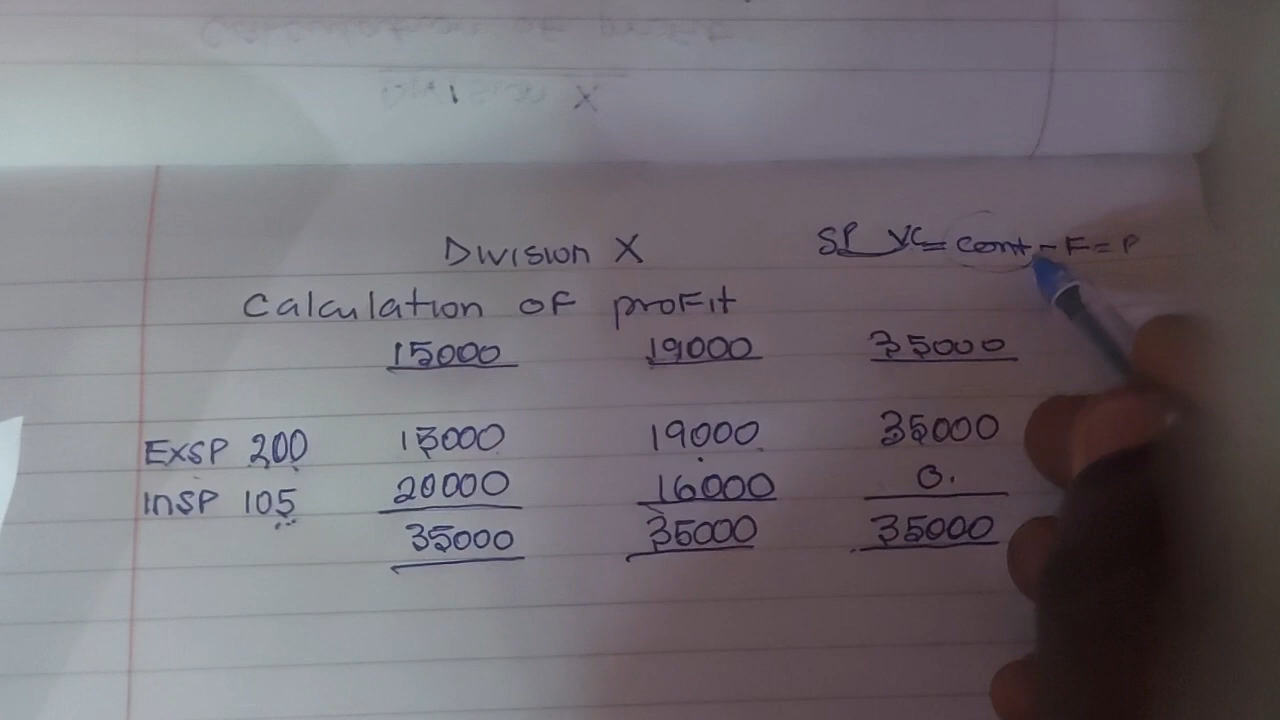 Division X
SP VC = cont - F = P
Calculation of profit
15000 19000 35000
EXSP 200 15000 19000 35000
INSP 105 20000 16000 0.
35000 35000 35000